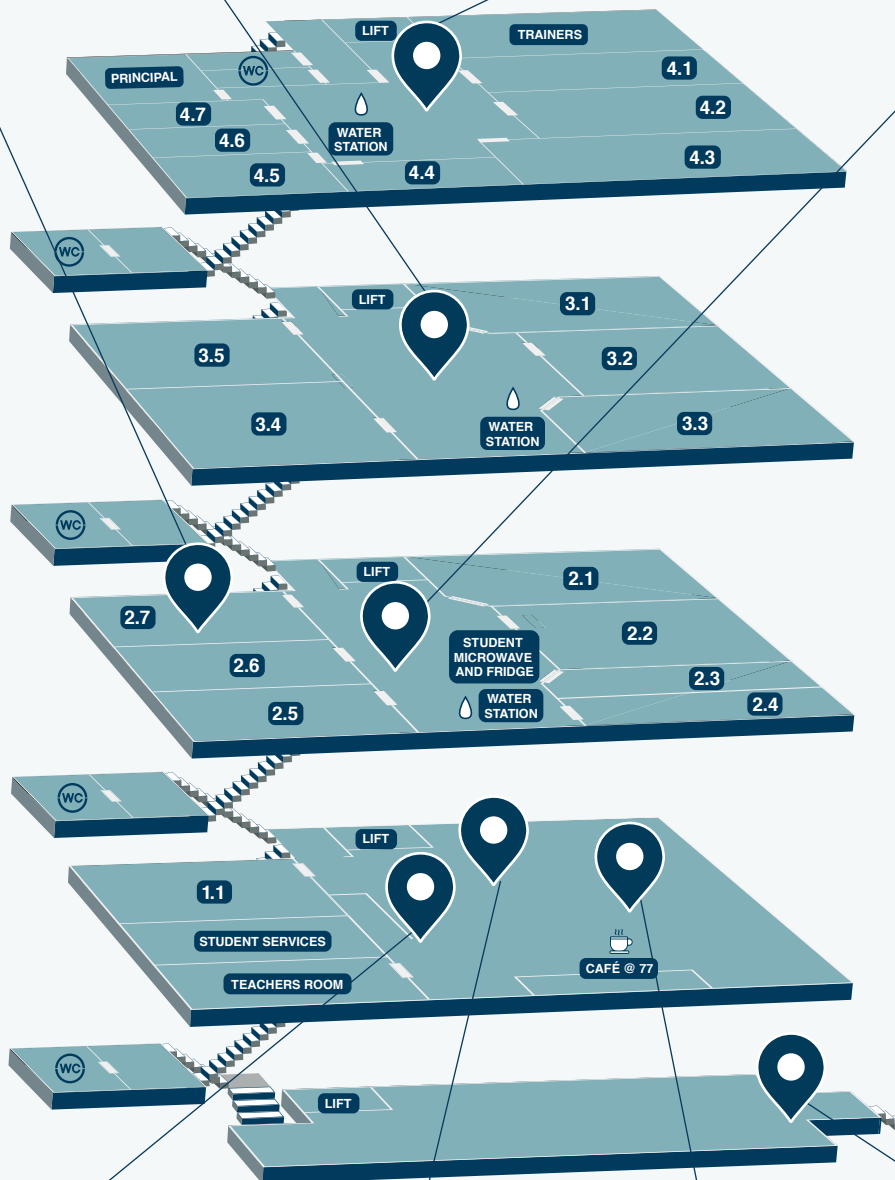 LIFT
TRAINERS
PRINCIPAL
WC
4.1
4.7
4.2
WATER
STATION
4.6
4.3
4.5
4.4
WC
LIFT
3.1
3.5
3.2
3.4
WATER
STATION
3.3
WC
LIFT
2.1
2.7
2.2
STUDENT
MICROWAVE
AND FRIDGE
2.6
2.3
WATER
STATION
2.5
2.4
WC
LIFT
1.1
STUDENT SERVICES
CAFÉ @ 77
TEACHERS ROOM
WC
LIFT